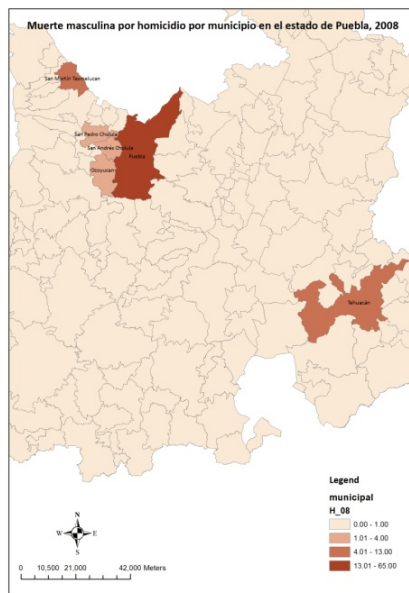 Muerte masculina por homicidio por municipio en el estado de Puebla, 2008
San Martín Texmelucan
San Pedro Cholula
San Andrés Cholula
Puebla
Ocoyucan
Tehuacán
Legend
municipal
H_08
0.00 - 1.00
1.01 - 4.00
4.01 - 13.00
13.01 - 65.00
N
W E
S
0 10,500 21,000 42,000 Meters